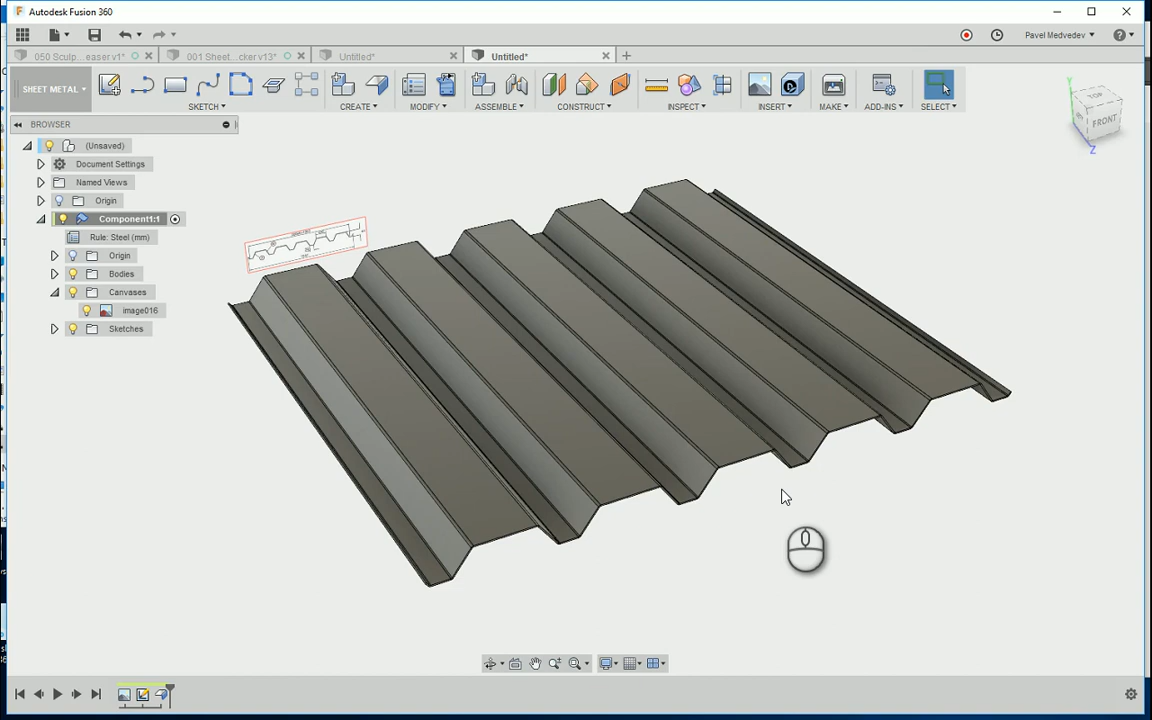 Autodesk Fusion 360
Pavel Medvedev
050 Sculp...easer v1*
001 Sheet...cker v13*
Untitled*
Untitled*
SHEET METAL
SKETCH
CREATE
MODIFY
ASSEMBLE
CONSTRUCT
INSPECT
INSERT
MAKE
ADD-INS
SELECT
BROWSER
TOP
FRONT
Y
Z
(Unsaved)
Document Settings
Named Views
Origin
Component1:1
Rule: Steel (mm)
Origin
Bodies
Canvases
image016
Sketches